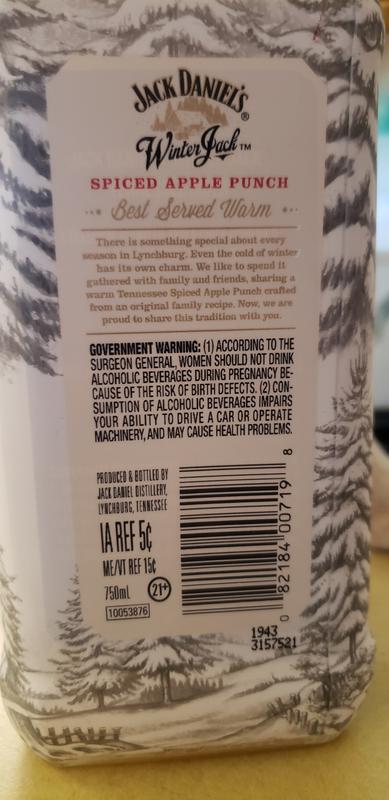 JACK DANIEL'S®
Winter Jack™
SPICED APPLE PUNCH
Best Served Warm
There is something special about every
season in Lynchburg. Even the cold of winter
has its own charm. We like to spend it
gathered with family and friends, sharing a
warm Tennessee Spiced Apple Punch crafted
from an original family recipe. Now, we are
proud to share this tradition with you.
GOVERNMENT WARNING: (1) ACCORDING TO THE
SURGEON GENERAL, WOMEN SHOULD NOT DRINK
ALCOHOLIC BEVERAGES DURING PREGNANCY BE-
CAUSE OF THE RISK OF BIRTH DEFECTS. (2) CON-
SUMPTION OF ALCOHOLIC BEVERAGES IMPAIRS
YOUR ABILITY TO DRIVE A CAR OR OPERATE
MACHINERY, AND MAY CAUSE HEALTH PROBLEMS.
PRODUCED & BOTTLED BY
JACK DANIEL DISTILLERY,
LYNCHBURG, TENNESSEE
IA REF 5¢
ME/VT REF 15¢
750mL 21+
10053876
0 82184 00719 8
1943
3157521